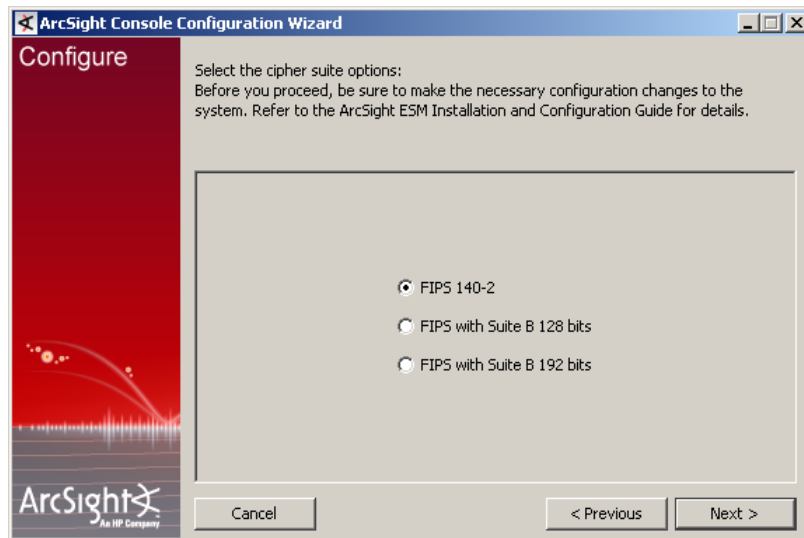 ArcSight Console Configuration Wizard
Configure
Select the cipher suite options:
Before you proceed, be sure to make the necessary configuration changes to the
system. Refer to the ArcSight ESM Installation and Configuration Guide for details.
FIPS 140-2
FIPS with Suite B 128 bits
FIPS with Suite B 192 bits
ArcSight
An HP Company
Cancel
< Previous
Next >